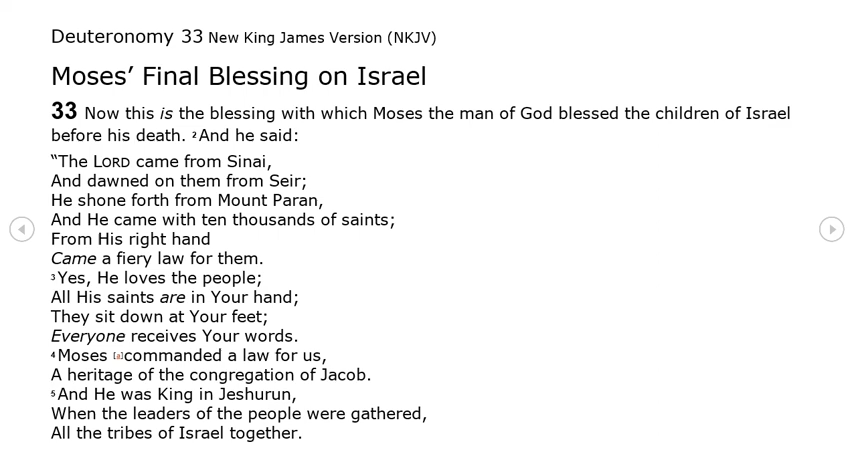 Deuteronomy 33 New King James Version (NKJV)
Moses’ Final Blessing on Israel
33 Now this is the blessing with which Moses the man of God blessed the children of Israel
before his death. 2 And he said:
“The LORD came from Sinai,
And dawned on them from Seir;
He shone forth from Mount Paran,
And He came with ten thousands of saints;
From His right hand
Came a fiery law for them.
3 Yes, He loves the people;
All His saints are in Your hand;
They sit down at Your feet;
Everyone receives Your words.
4 Moses [a]commanded a law for us,
A heritage of the congregation of Jacob.
5 And He was King in Jeshurun,
When the leaders of the people were gathered,
All the tribes of Israel together.